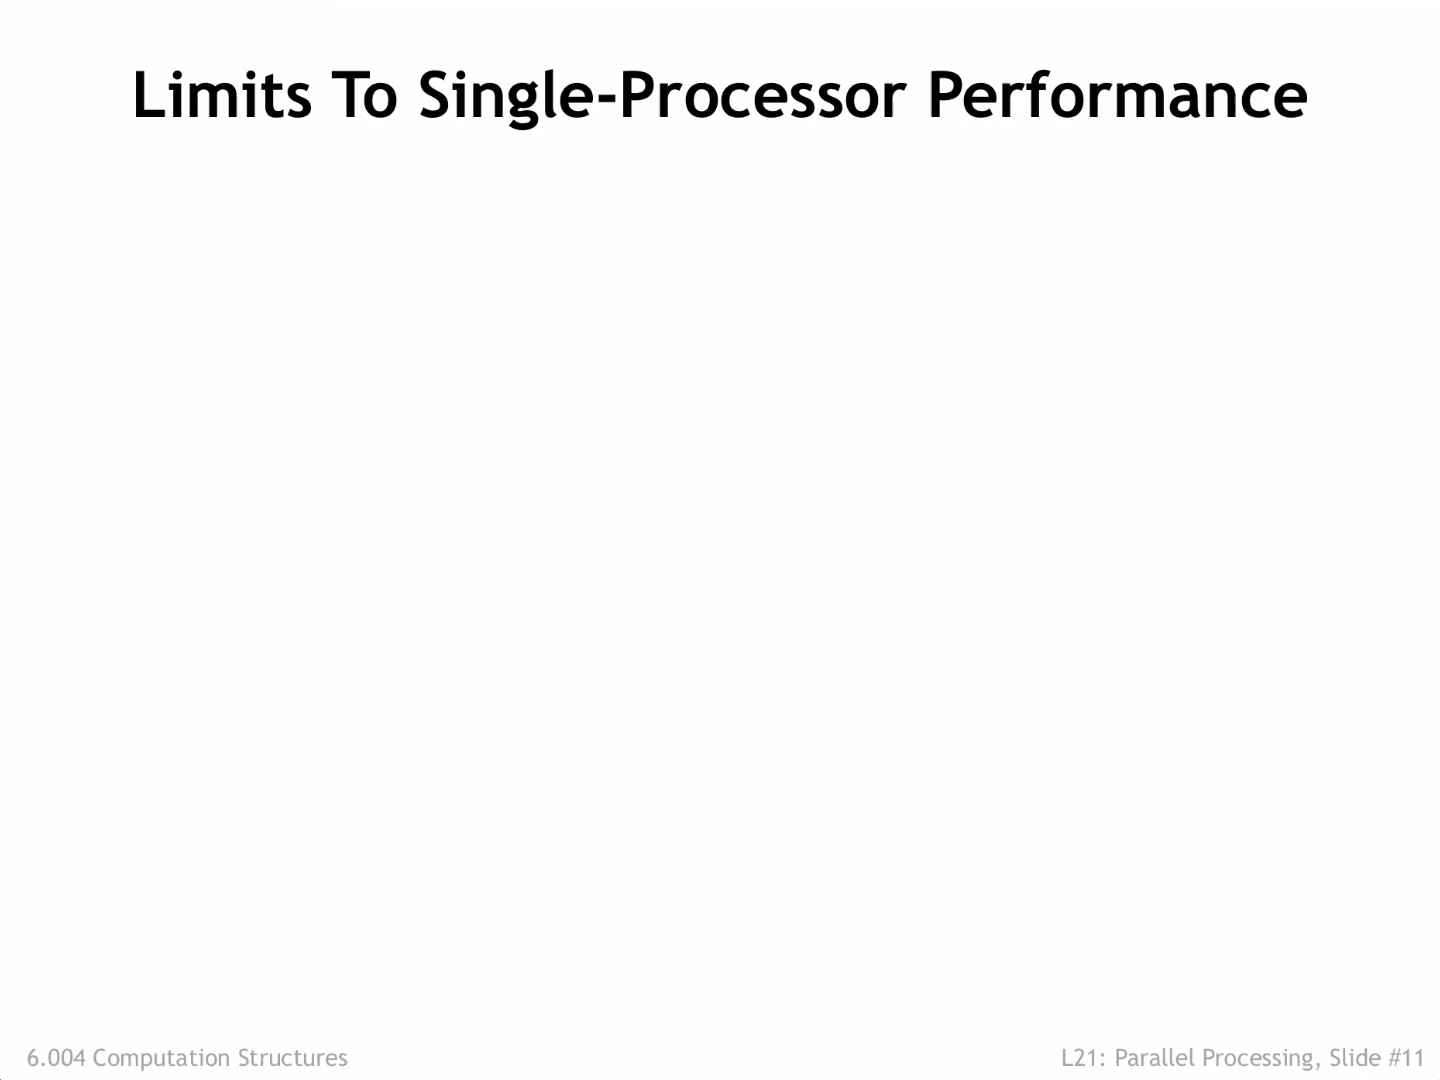 Limits To Single-Processor Performance
6.004 Computation Structures
L21: Parallel Processing, Slide #11